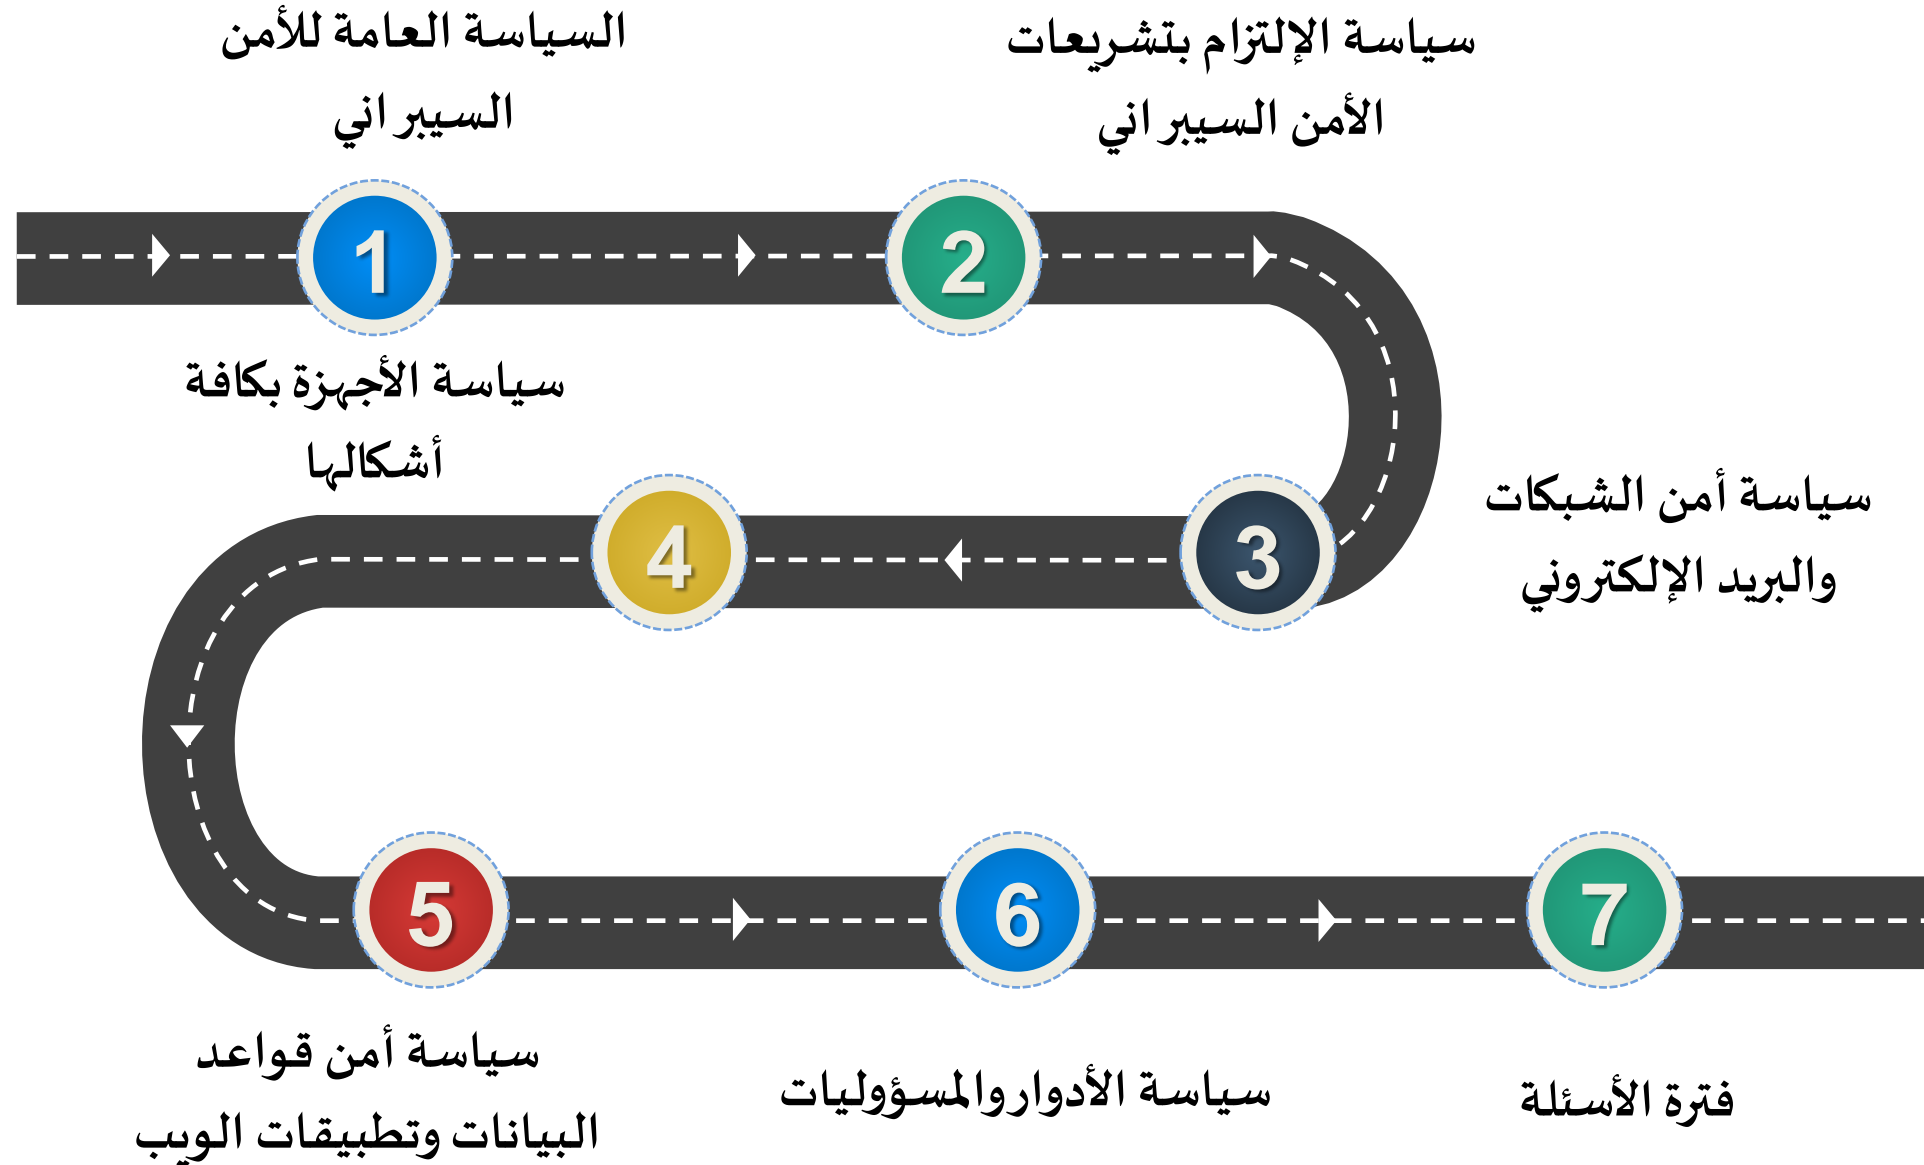 السياسة العامة للأمن
السيبراني
1
سياسة الإلتزام بتشريعات
الأمن السيبراني
2
سياسة أمن الشبكات
والبريد الإلكتروني
3
سياسة الأجهزة بكافة
أشكالها
4
5
سياسة أمن قواعد
البيانات وتطبيقات الويب
6
سياسة الأدوار والمسؤوليات
7
فترة الأسئلة